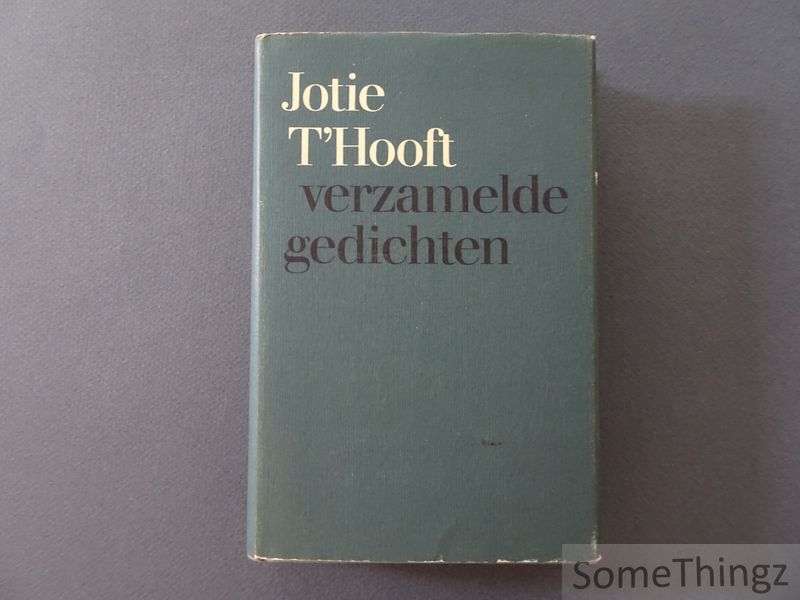 Jotie
T'Hooft
verzamelde
gedichten
SomeThingz